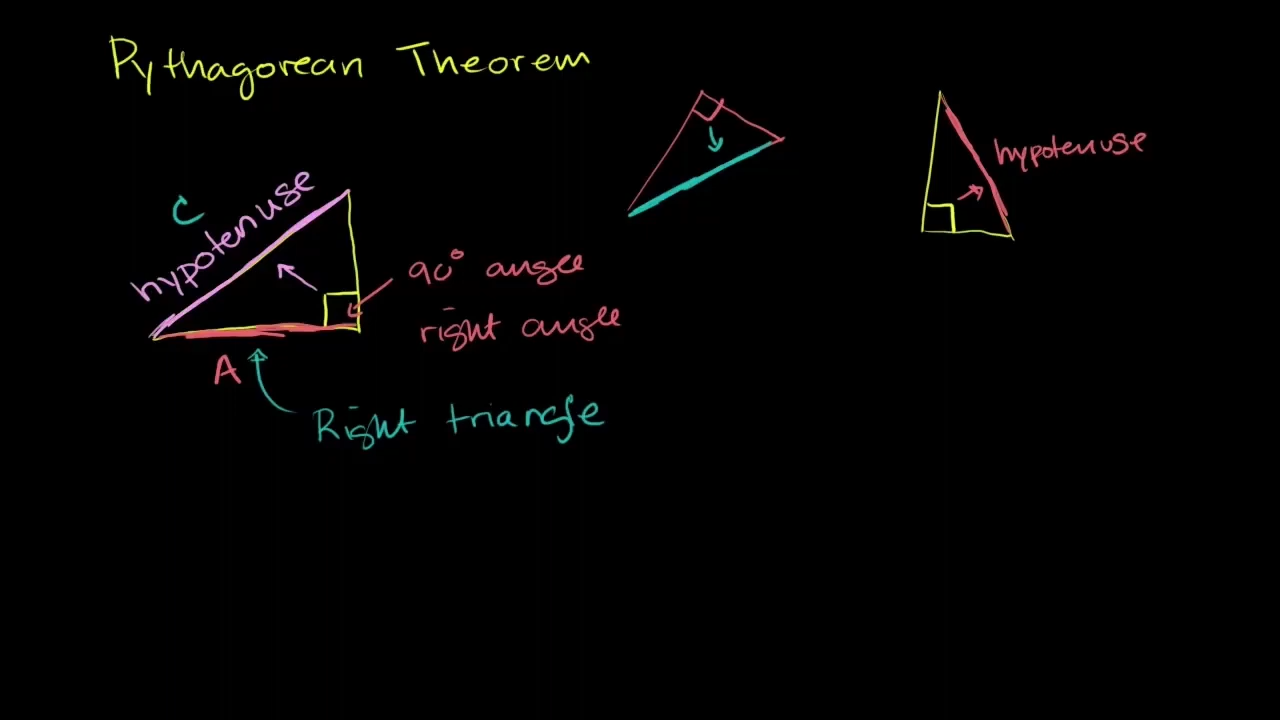 Pythagorean Theorem
hypotenuse
C
hypotenuse
90° angle
right angle
A
Right triangle